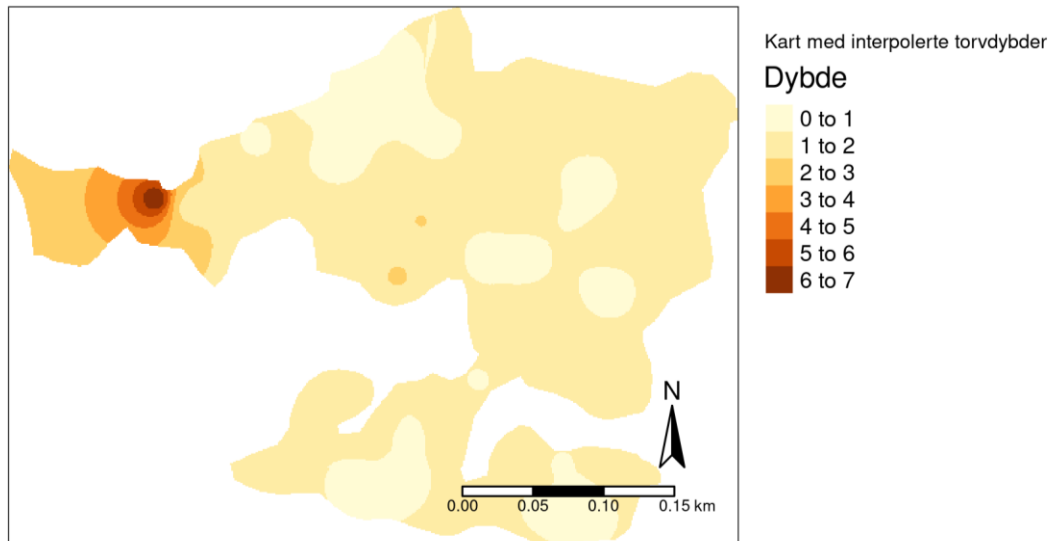 Kart med interpolerte torvdybder
Dybde
0 to 1
1 to 2
2 to 3
3 to 4
4 to 5
5 to 6
6 to 7
N
0.00 0.05 0.10 0.15 km